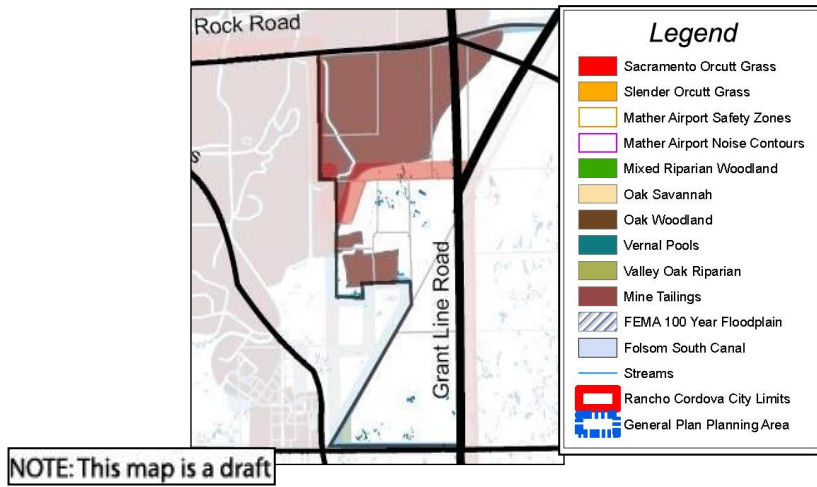 Rock Road
s
Grant Line Road
Legend
Sacramento Orcutt Grass
Slender Orcutt Grass
Mather Airport Safety Zones
Mather Airport Noise Contours
Mixed Riparian Woodland
Oak Savannah
Oak Woodland
Vernal Pools
Valley Oak Riparian
Mine Tailings
FEMA 100 Year Floodplain
Folsom South Canal
Streams
Rancho Cordova City Limits
General Plan Planning Area
NOTE: This map is a draft